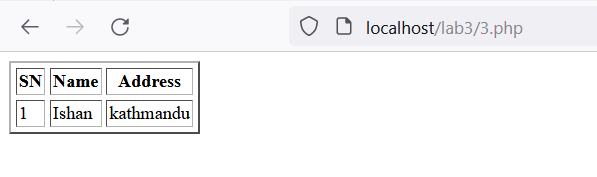 localhost/lab3/3.php
SN Name Address
1 Ishan kathmandu